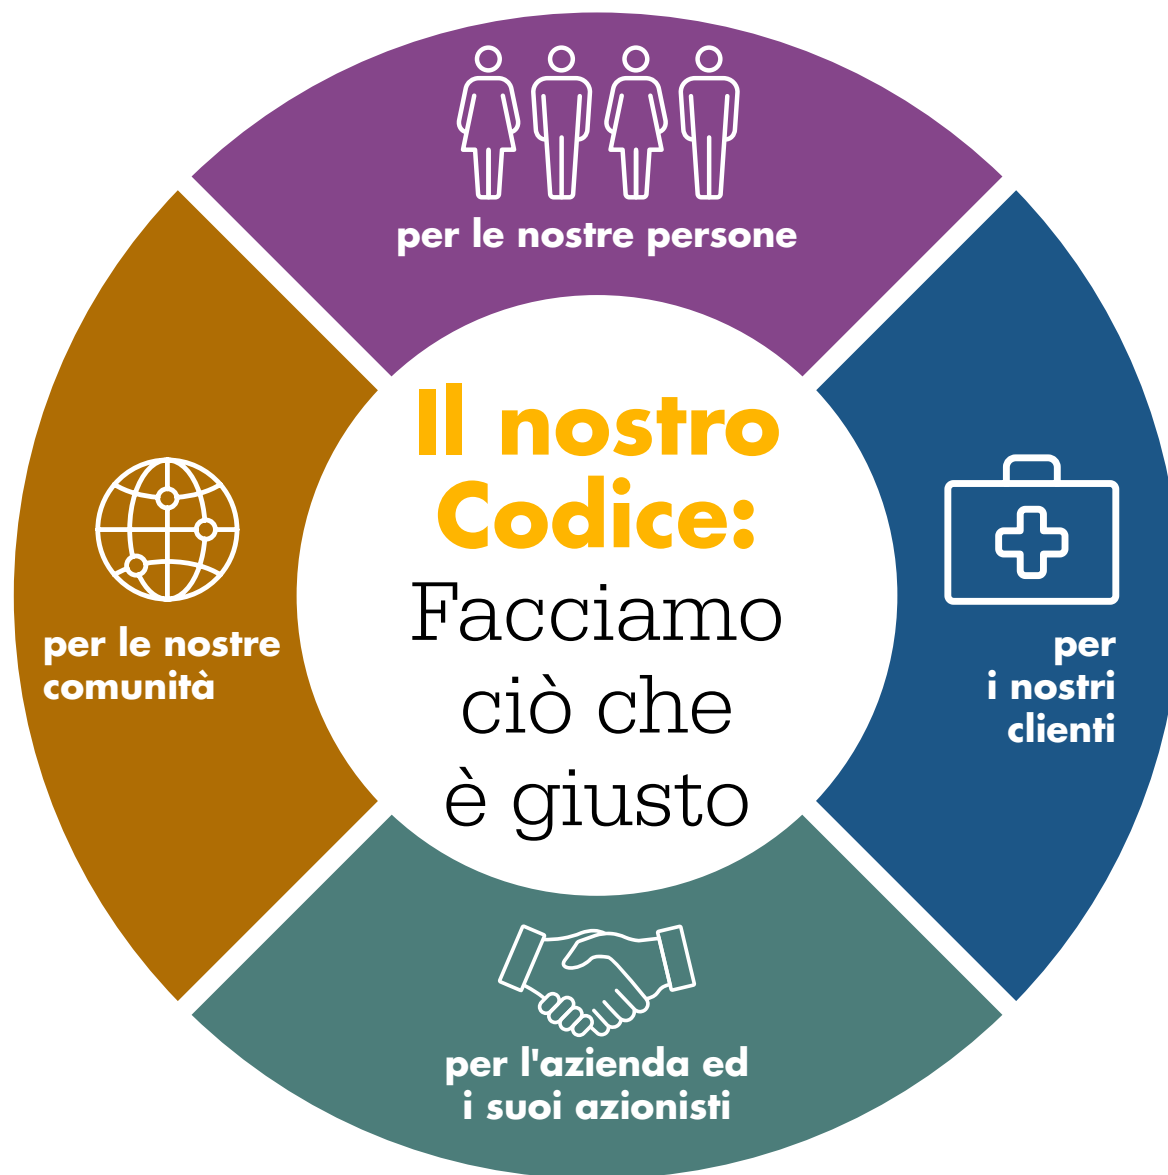 per le nostre persone
Il nostro
Codice:
Facciamo
ciò che
è giusto
per le nostre
comunità
per
i nostri
clienti
per l'azienda ed
i suoi azionisti